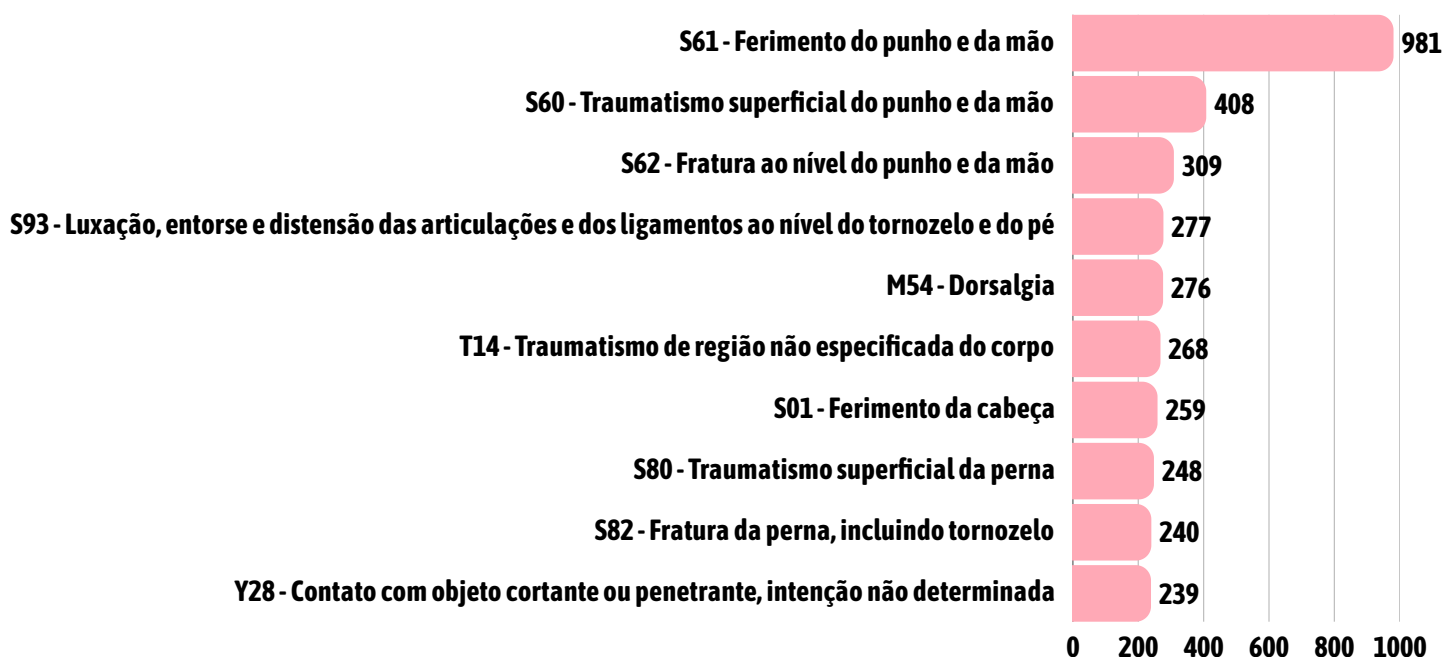 S61 - Ferimento do punho e da mão 981
S60 - Traumatismo superficial do punho e da mão 408
S62 - Fratura ao nível do punho e da mão 309
S93 - Luxação, entorse e distensão das articulações e dos ligamentos ao nível do tornozelo e do pé 277
M54 - Dorsalgia 276
T14 - Traumatismo de região não especificada do corpo 268
S01 - Ferimento da cabeça 259
S80 - Traumatismo superficial da perna 248
S82 - Fratura da perna, incluindo tornozelo 240
Y28 - Contato com objeto cortante ou penetrante, intenção não determinada 239
0 200 400 600 800 1000